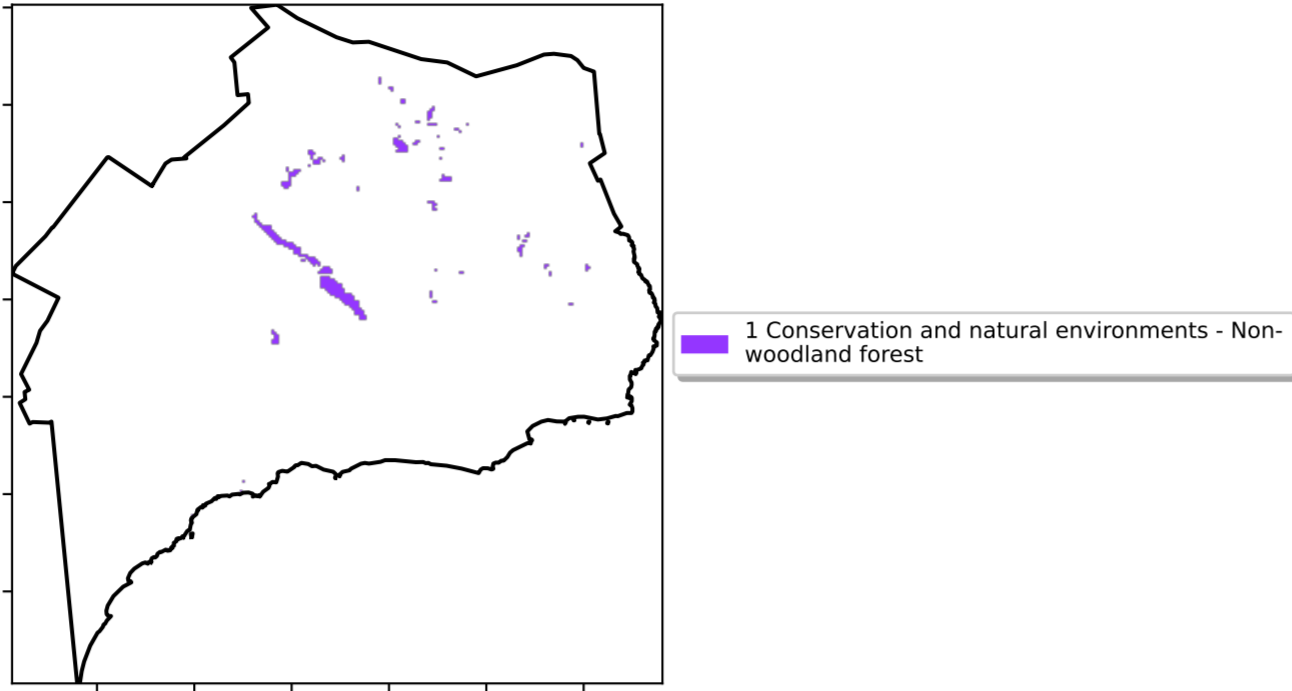 1 Conservation and natural environments - Non-
woodland forest